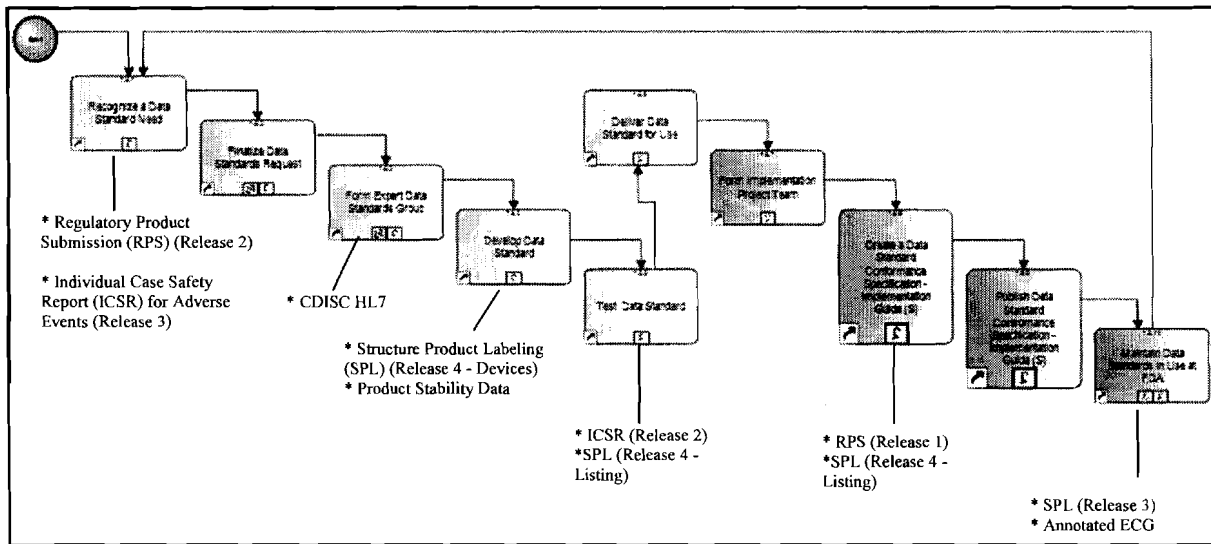 Start
Recognize a Data
Standard Need
Finalize Data
Standards Request
Form Expert Data
Standards Group
Develop Data
Standard
Test Data Standard
Deliver Data
Standard for Use
Form Implementation
Project Team
Create a Data
Standard
Conformance
Specification -
Implementation
Guide (S)
Publish Data
Standard
Conformance
Specification -
Implementation
Guide (S)
Maintain Data
Standards in Use at
FDA
* Regulatory Product
Submission (RPS) (Release 2)
* Individual Case Safety
Report (ICSR) for Adverse
Events (Release 3)
* CDISC HL7
* Structure Product Labeling
(SPL) (Release 4 - Devices)
* Product Stability Data
* ICSR (Release 2)
*SPL (Release 4 -
Listing)
* RPS (Release 1)
*SPL (Release 4 -
Listing)
* SPL (Release 3)
* Annotated ECG